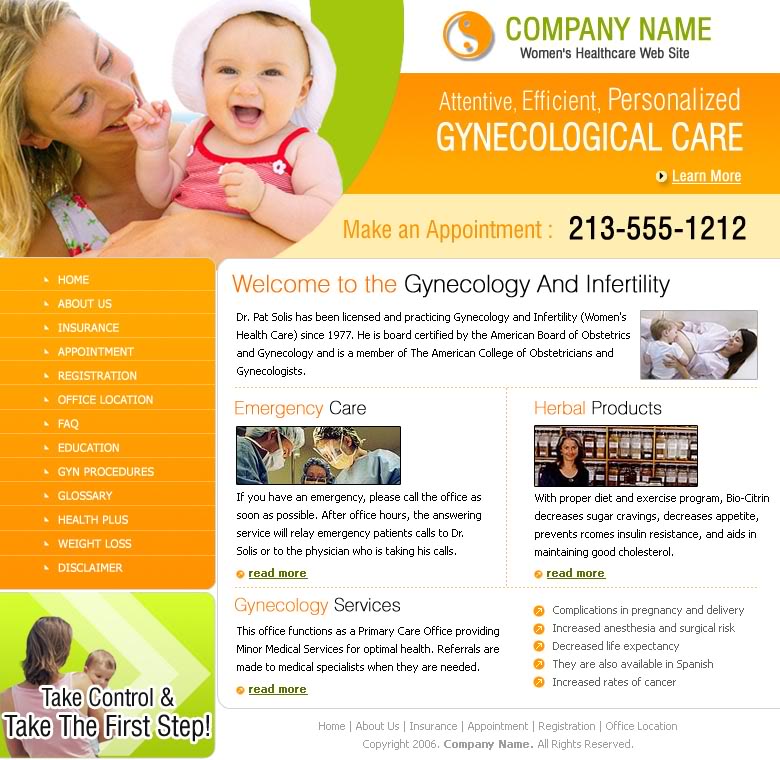 COMPANY NAME
Women's Healthcare Web Site
Attentive, Efficient, Personalized
GYNECOLOGICAL CARE
Learn More
Make an Appointment : 213-555-1212
HOME
ABOUT US
INSURANCE
APPOINTMENT
REGISTRATION
OFFICE LOCATION
FAQ
EDUCATION
GYN PROCEDURES
GLOSSARY
HEALTH PLUS
WEIGHT LOSS
DISCLAIMER
Take Control &
Take The First Step!
Welcome to the Gynecology And Infertility
Dr. Pat Solis has been licensed and practicing Gynecology and Infertility (Women's
Health Care) since 1977. He is board certified by the American Board of Obstetrics
and Gynecology and is a member of The American College of Obstetricians and
Gynecologists.
Emergency Care
If you have an emergency, please call the office as
soon as possible. After office hours, the answering
service will relay emergency patients calls to Dr.
Solis or to the physician who is taking his calls.
read more
Herbal Products
With proper diet and exercise program, Bio-Citrin
decreases sugar cravings, decreases appetite,
prevents rcomes insulin resistance, and aids in
maintaining good cholesterol.
read more
Gynecology Services
This office functions as a Primary Care Office providing
Minor Medical Services for optimal health. Referrals are
made to medical specialists when they are needed.
read more
Complications in pregnancy and delivery
Increased anesthesia and surgical risk
Decreased life expectancy
They are also available in Spanish
Increased rates of cancer
Home | About Us | Insurance | Appointment | Registration | Office Location
Copyright 2006. Company Name. All Rights Reserved.